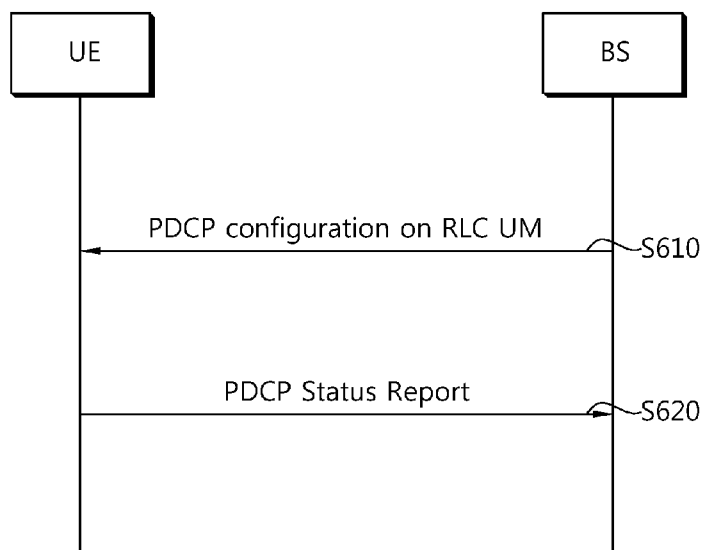 UE
BS
PDCP configuration on RLC UM
S610
PDCP Status Report
S620